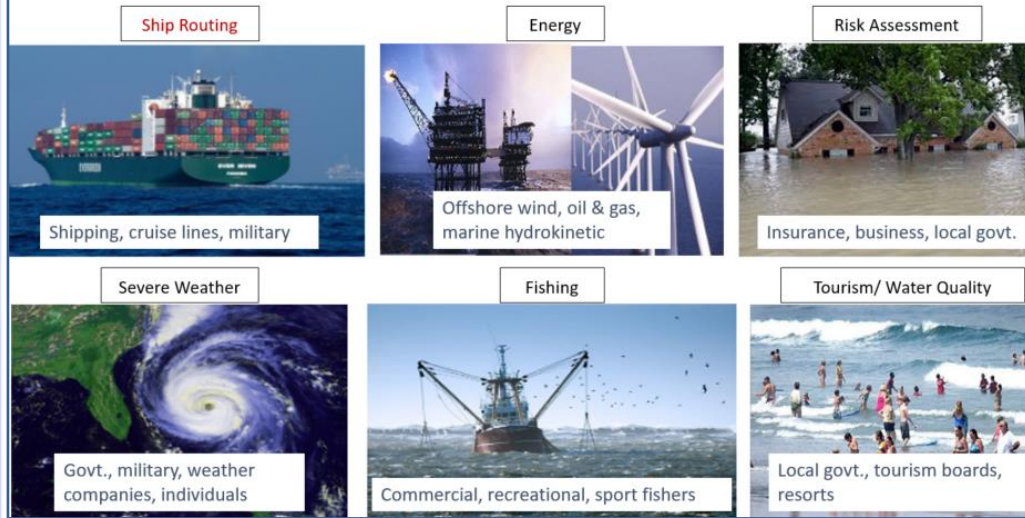 Ship Routing
Energy
Risk Assessment
EVERGREEN
Shipping, cruise lines, military
Offshore wind, oil & gas,
marine hydrokinetic
Insurance, business, local govt.
Severe Weather
Fishing
Tourism/ Water Quality
Govt., military, weather
companies, individuals
Commercial, recreational, sport fishers
Local govt., tourism boards,
resorts